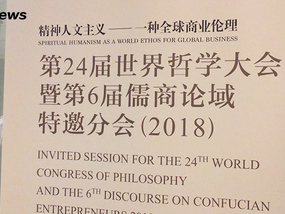 news
精神人文主义——一种全球商业伦理
SPIRITUAL HUMANISM AS A WORLD ETHOS FOR GLOBAL BUSINESS
第24届世界哲学大会
暨第6届儒商论域
特邀分会(2018)
INVITED SESSION FOR THE 24TH WORLD
CONGRESS OF PHILOSOPHY
AND THE 6TH DISCOURSE ON CONFUCIAN
ENTREPRENEURS